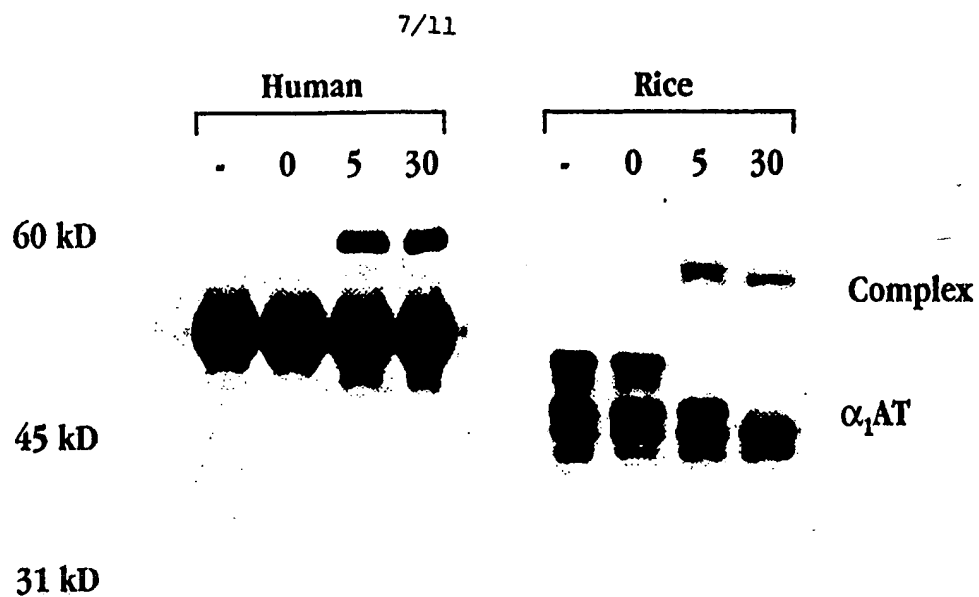 7/11
Human Rice
- 0 5 30 - 0 5 30
60 kD
Complex
α₁AT
45 kD
31 kD